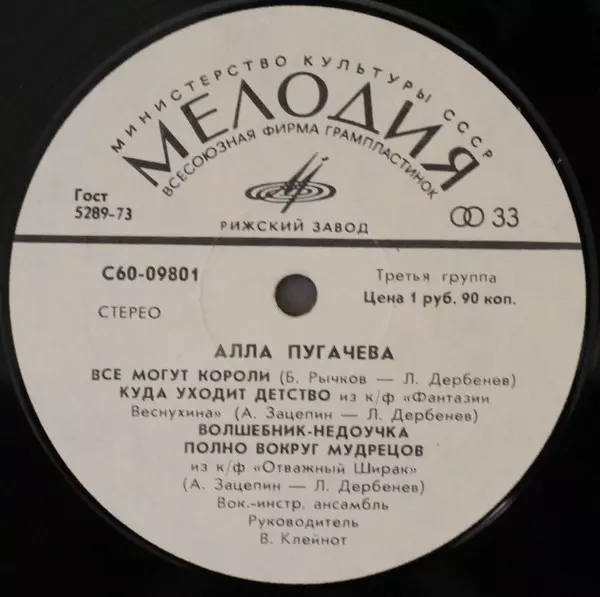 МИНИСТЕРСТВО КУЛЬТУРЫ СССР
МЕЛОДИЯ
ВСЕСОЮЗНАЯ ФИРМА ГРАМПЛАСТИНОК
Гост
5289-73
33
РИЖСКИЙ ЗАВОД
С60-09801
Третья группа
Цена 1 руб. 90 коп.
СТЕРЕО
АЛЛА ПУГАЧЕВА
ВСЕ МОГУТ КОРОЛИ (Б. Рычков — Л. Дербенев)
КУДА УХОДИТ ДЕТСТВО из к/ф «Фантазии
Веснухина» (А. Зацепин — Л. Дербенев)
ВОЛШЕБНИК-НЕДОУЧКА
ПОЛНО ВОКРУГ МУДРЕЦОВ
из к/ф «Отважный Ширак»
(А. Зацепин — Л. Дербенев)
Вок.-инстр. ансамбль
Руководитель
В. Клейнот